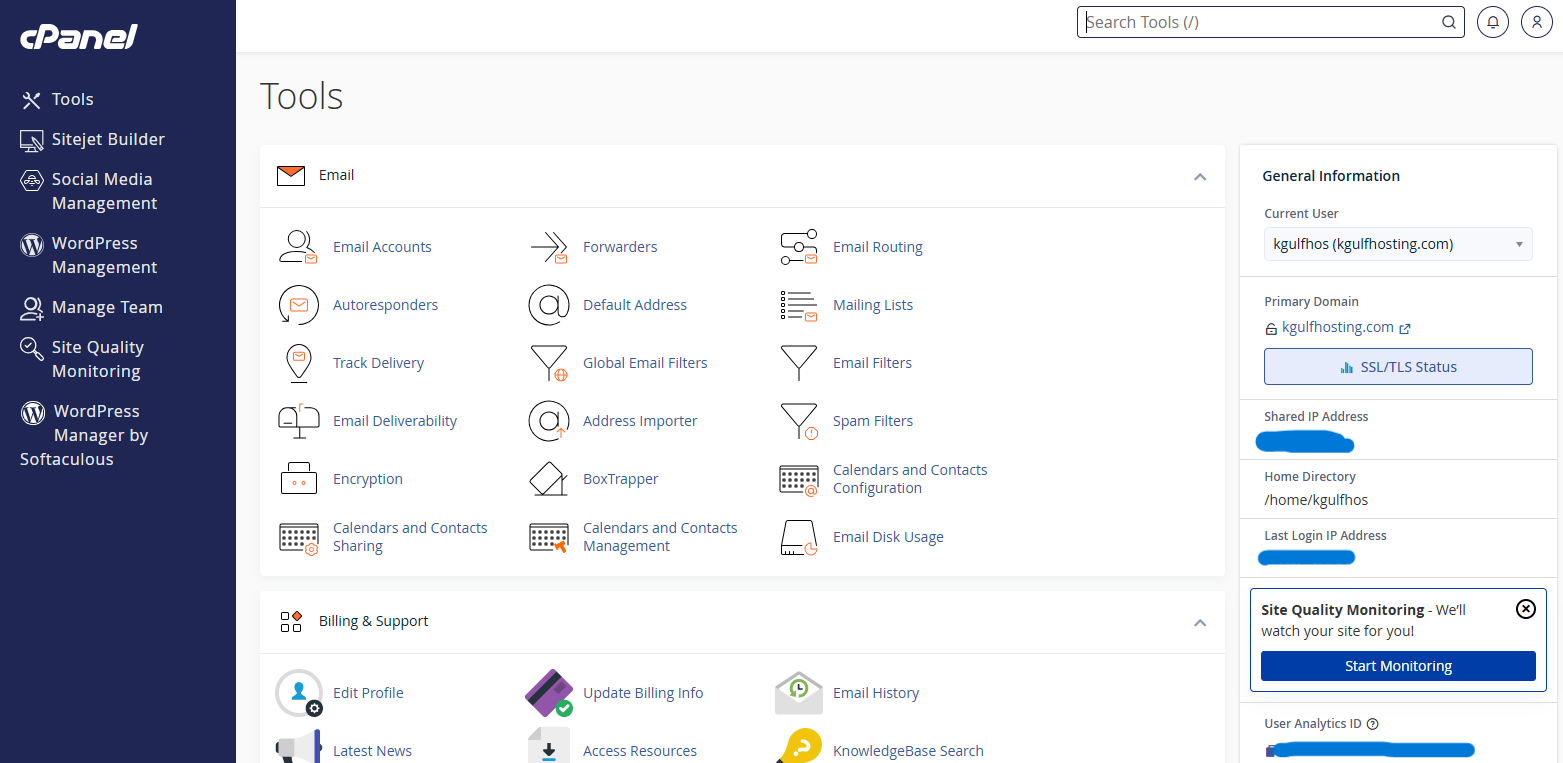 cPanel
Tools
Sitejet Builder
Social Media
Management
WordPress
Management
Manage Team
Site Quality
Monitoring
WordPress
Manager by
Softaculous
Search Tools (/)
Tools
Email
Email Accounts
Forwarders
Email Routing
Autoresponders
Default Address
Mailing Lists
Track Delivery
Global Email Filters
Email Filters
Email Deliverability
Address Importer
Spam Filters
Encryption
BoxTrapper
Calendars and Contacts
Configuration
Calendars and Contacts
Sharing
Calendars and Contacts
Management
Email Disk Usage
Billing & Support
Edit Profile
Update Billing Info
Email History
Latest News
Access Resources
KnowledgeBase Search
General Information
Current User
kgulfhos (kgulfhosting.com)
Primary Domain
kgulfhosting.com
SSL/TLS Status
Shared IP Address
Home Directory
/home/kgulfhos
Last Login IP Address
Site Quality Monitoring - We’ll
watch your site for you!
Start Monitoring
User Analytics ID